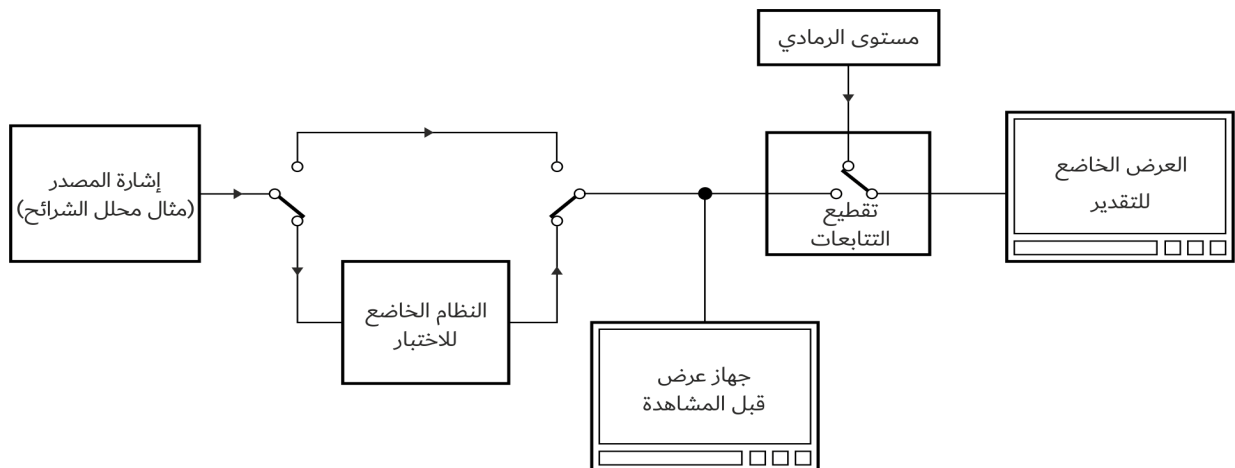 مستوى الرمادي
إشارة المصدر
(مثال محلل الشرائح)
العرض الخاضع
للتقدير
تقطيع
التتابعات
النظام الخاضع
للاختبار
جهاز عرض
قبل المشاهدة